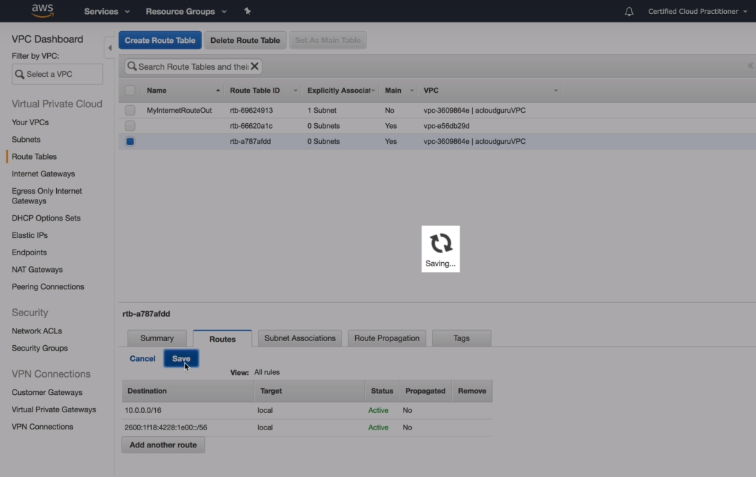 aws
Services
Resource Groups
Certified Cloud Practitioner
VPC Dashboard
Filter by VPC:
Select a VPC
Virtual Private Cloud
Your VPCs
Subnets
Route Tables
Internet Gateways
Egress Only Internet
Gateways
DHCP Options Sets
Elastic IPs
Endpoints
NAT Gateways
Peering Connections
Security
Network ACLs
Security Groups
VPN Connections
Customer Gateways
Virtual Private Gateways
VPN Connections
Create Route Table Delete Route Table Set As Main Table
Search Route Tables and thei X
Name Route Table ID Explicitly Associat Main VPC
MyInternetRouteOut rtb-69624913 1 Subnet No vpc-3609864e | acloudguruVPC
rtb-66620a1c 0 Subnets Yes vpc-e56db29d
rtb-a787afdd 0 Subnets Yes vpc-3609864e | acloudguruVPC
Saving...
rtb-a787afdd
Summary Routes Subnet Associations Route Propagation Tags
Cancel Save
View: All rules
Destination Target Status Propagated Remove
10.0.0.0/16 local Active No
2600:1f18:4228:1e00::/56 local Active No
Add another route